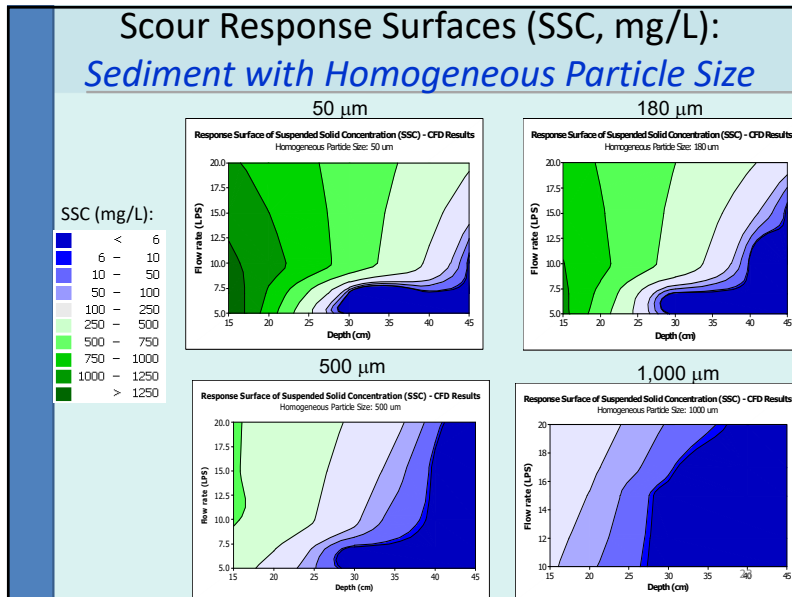 Scour Response Surfaces (SSC, mg/L):
Sediment with Homogeneous Particle Size
50 μm
Response Surface of Suspended Solid Concentration (SSC) - CFD Results
Homogeneous Particle Size: 50 um
Flow rate (LPS)
20.0
17.5
15.0
12.5
10.0
7.5
5.0
15 20 25 30 35 40 45
Depth (cm)
180 μm
Response Surface of Suspended Solid Concentration (SSC) - CFD Results
Homogeneous Particle Size: 180 um
Flow rate (LPS)
20.0
17.5
15.0
12.5
10.0
7.5
5.0
15 20 25 30 35 40 45
Depth (cm)
SSC (mg/L):
< 6
6 – 10
10 – 50
50 – 100
100 – 250
250 – 500
500 – 750
750 – 1000
1000 – 1250
> 1250
500 μm
Response Surface of Suspended Solid Concentration (SSC) - CFD Results
Homogeneous Particle Size: 500 um
Flow rate (LPS)
20.0
17.5
15.0
12.5
10.0
7.5
5.0
15 20 25 30 35 40 45
Depth (cm)
1,000 μm
Response Surface of Suspended Solid Concentration (SSC) - CFD Results
Homogeneous Particle Size: 1000 um
Flow rate (LPS)
20
18
16
14
12
10
15 20 25 30 35 40 45
Depth (cm)